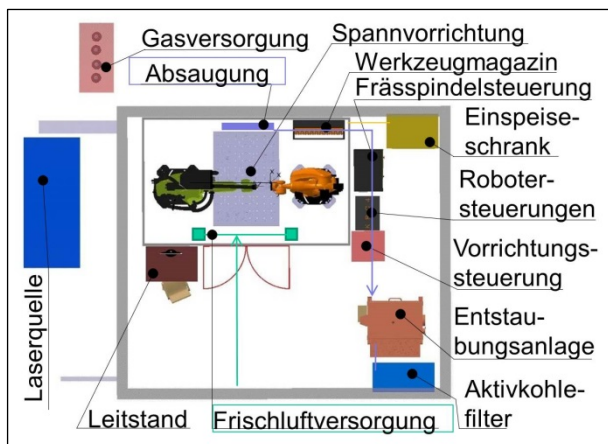 Gasversorgung
Absaugung
Spannvorrichtung
Werkzeugmagazin
Frässpindelsteuerung
Einspeise-
schrank
Roboter-
steuerungen
Vorrichtungs-
steuerung
Entstau-
bungsanlage
Aktivkohle-
filter
Laserquelle
Leitstand
Frischluftversorgung